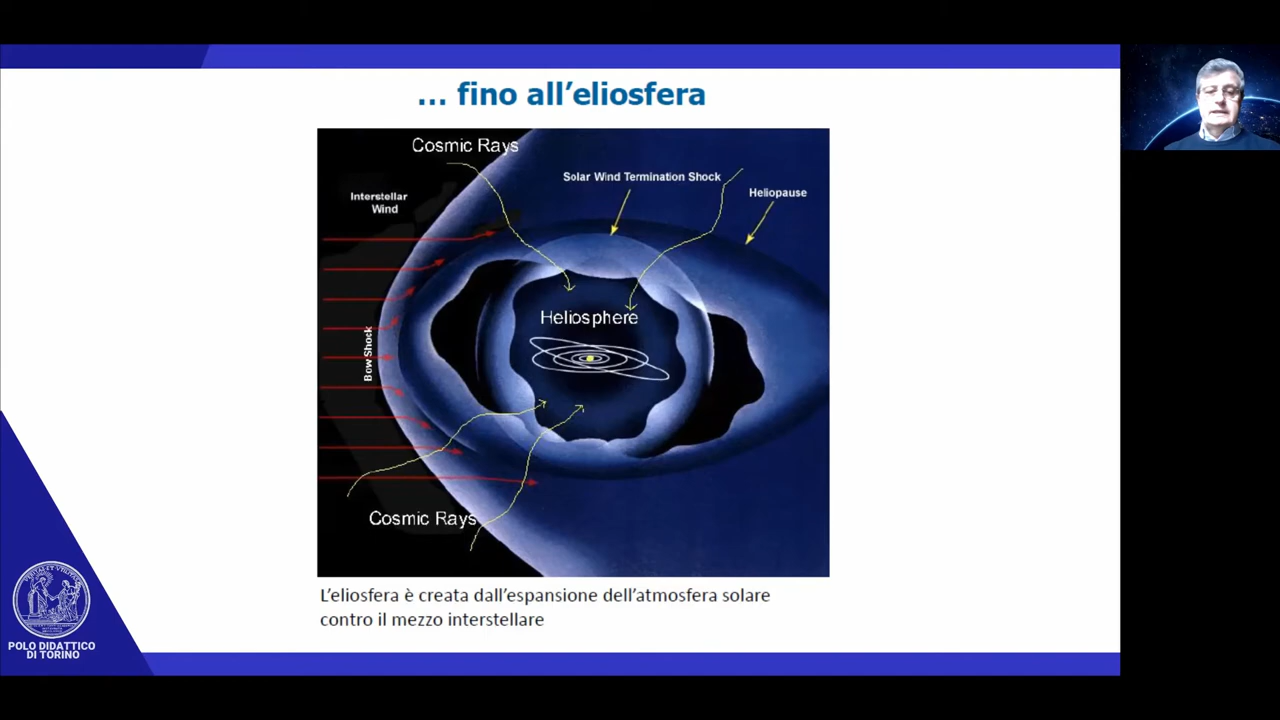 … fino all’eliosfera
Cosmic Rays
Solar Wind Termination Shock
Heliopause
Interstellar
Wind
Heliosphere
Bow Shock
Cosmic Rays
L’eliosfera è creata dall’espansione dell’atmosfera solare
contro il mezzo interstellare
POLO DIDATTICO
DI TORINO